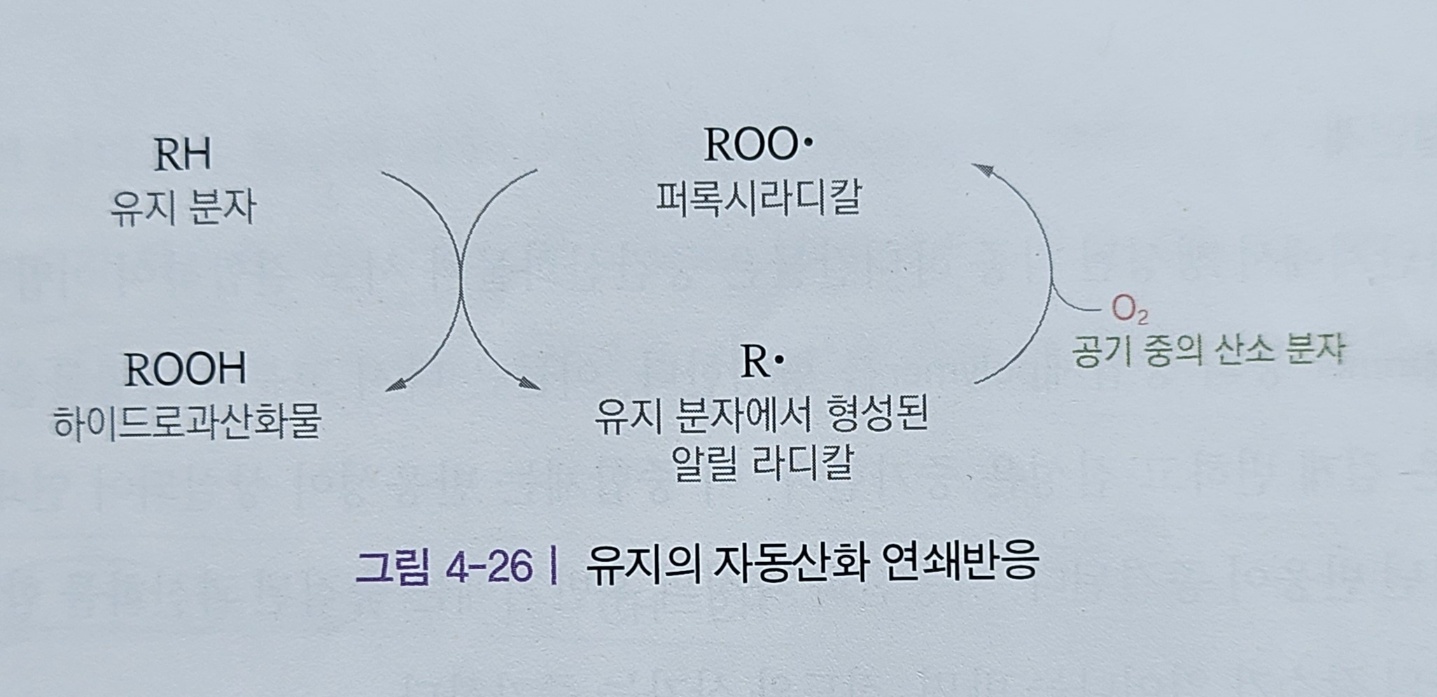 RH
유지 분자
ROO•
퍼록시라디칼
O₂
공기 중의 산소 분자
ROOH
하이드로과산화물
R•
유지 분자에서 형성된
알릴 라디칼
그림 4-26 | 유지의 자동산화 연쇄반응